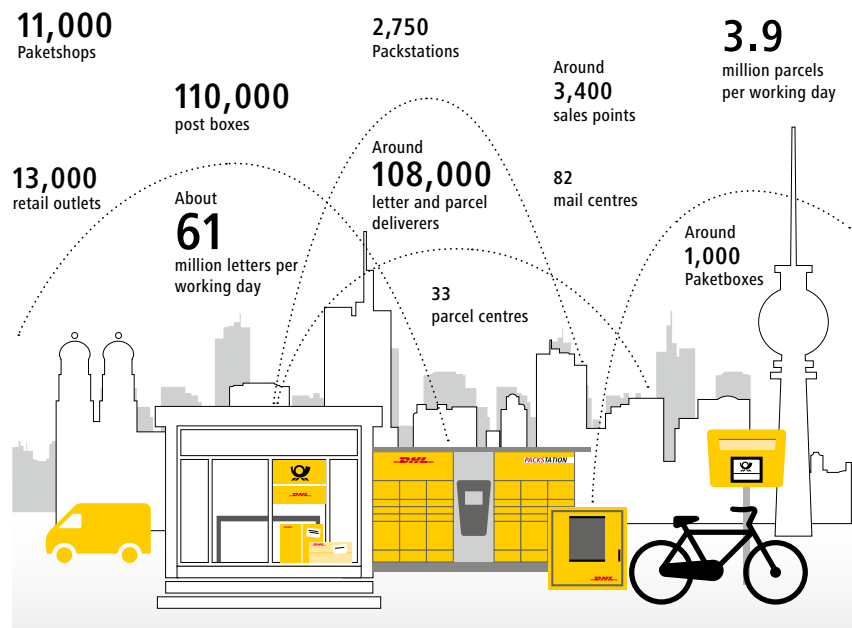 11,000
Paketshops
2,750
Packstations
3.9
million parcels
per working day
Around
3,400
sales points
110,000
post boxes
Around
108,000
letter and parcel
deliverers
13,000
retail outlets
About
61
million letters per
working day
82
mail centres
Around
1,000
Paketboxes
33
parcel centres
DHL
PACKSTATION
DHL
DHL
DHL
DHL